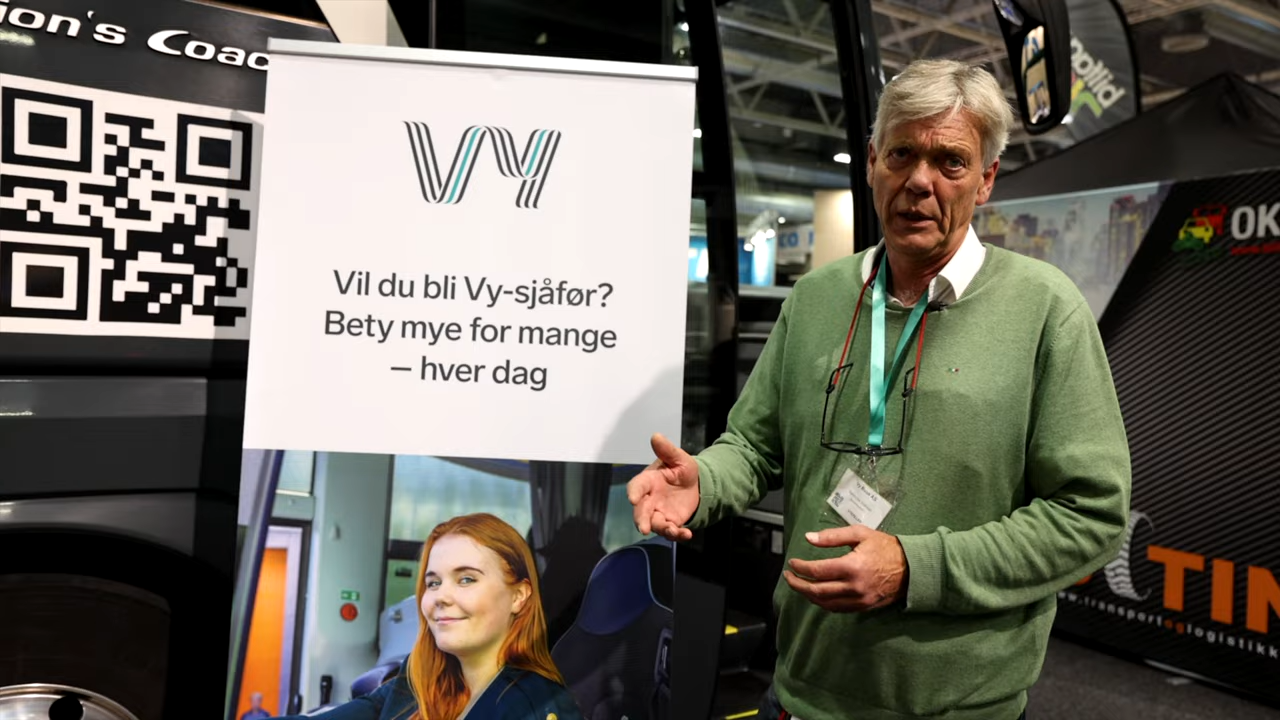 ion's Coac
VY
Vil du bli Vy-sjåfør?
Bety mye for mange
– hver dag
OK
TIN
www.transportoglogistikk